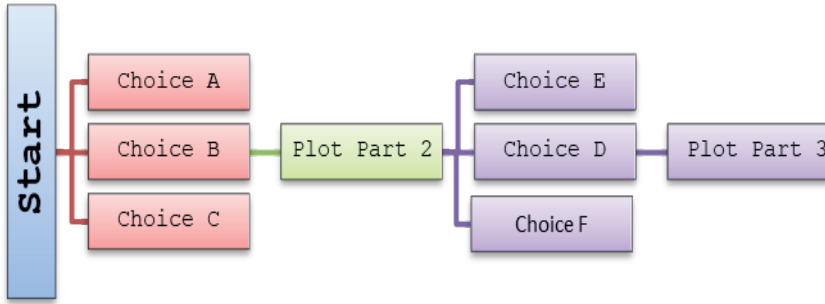 Start
Choice A
Choice B
Choice C
Plot Part 2
Choice E
Choice D
Choice F
Plot Part 3